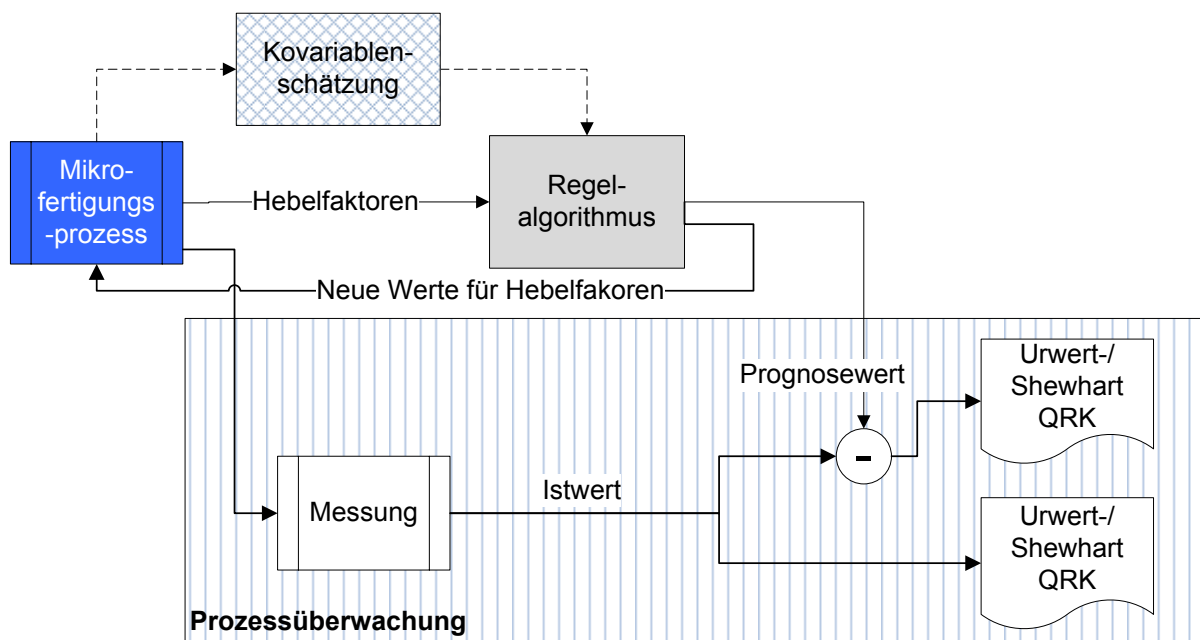 Kovariablen-
schätzung
Mikro-
fertigungs
-prozess
Hebelfaktoren
Regel-
algorithmus
Neue Werte für Hebelfakoren
Prognosewert
Urwert-/
Shewhart
QRK
-
Istwert
Messung
Urwert-/
Shewhart
QRK
Prozessüberwachung